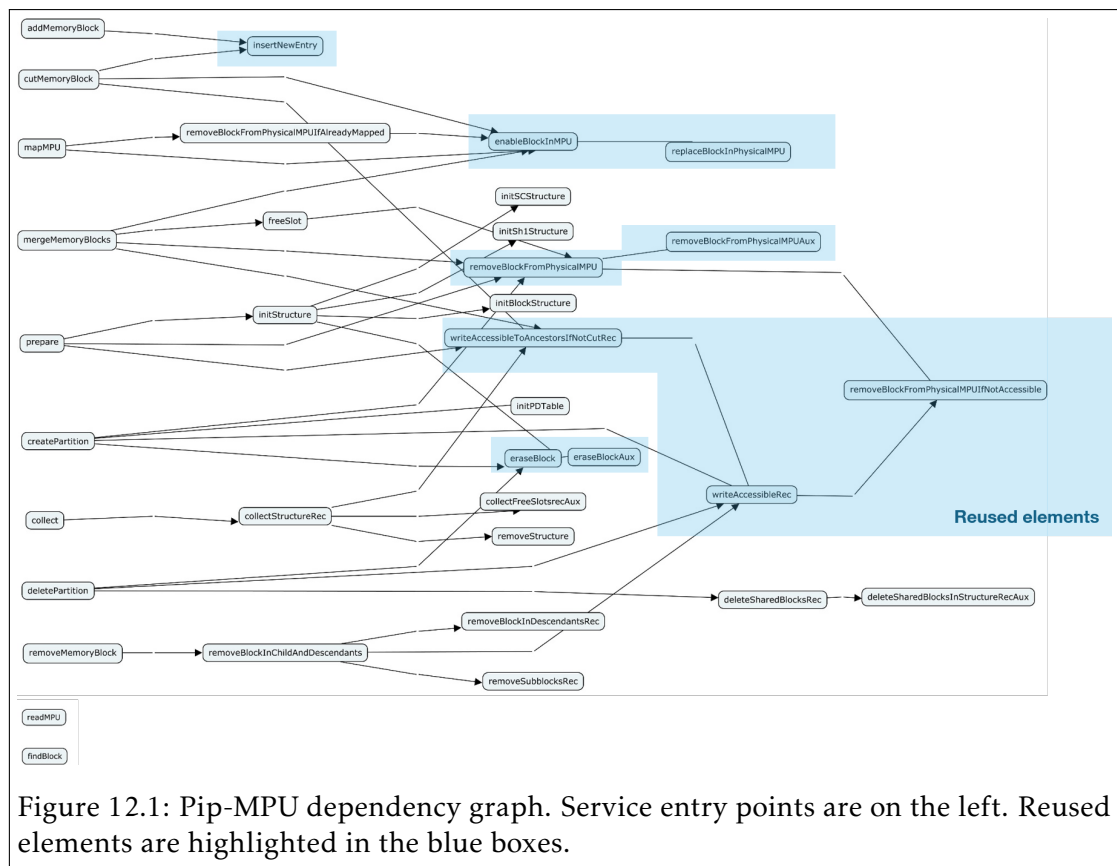 addMemoryBlock
insertNewEntry
cutMemoryBlock
removeBlockFromPhysicalMPUIfAlreadyMapped
enableBlockInMPU
mapMPU
replaceBlockInPhysicalMPU
initSCStructure
freeSlot
initSh1Structure
mergeMemoryBlocks
removeBlockFromPhysicalMPUAux
removeBlockFromPhysicalMPU
initBlockStructure
initStructure
prepare
writeAccessibleToAncestorsIfNotCutRec
removeBlockFromPhysicalMPUIfNotAccessible
initPDTable
createPartition
eraseBlock
eraseBlockAux
writeAccessibleRec
collectFreeSlotsrecAux
collect
collectStructureRec
Reused elements
removeStructure
deletePartition
deleteSharedBlocksRec
deleteSharedBlocksInStructureRecAux
removeBlockInDescendantsRec
removeMemoryBlock
removeBlockInChildAndDescendants
removeSubblocksRec
readMPU
findBlock
Figure 12.1: Pip-MPU dependency graph. Service entry points are on the left. Reused
elements are highlighted in the blue boxes.